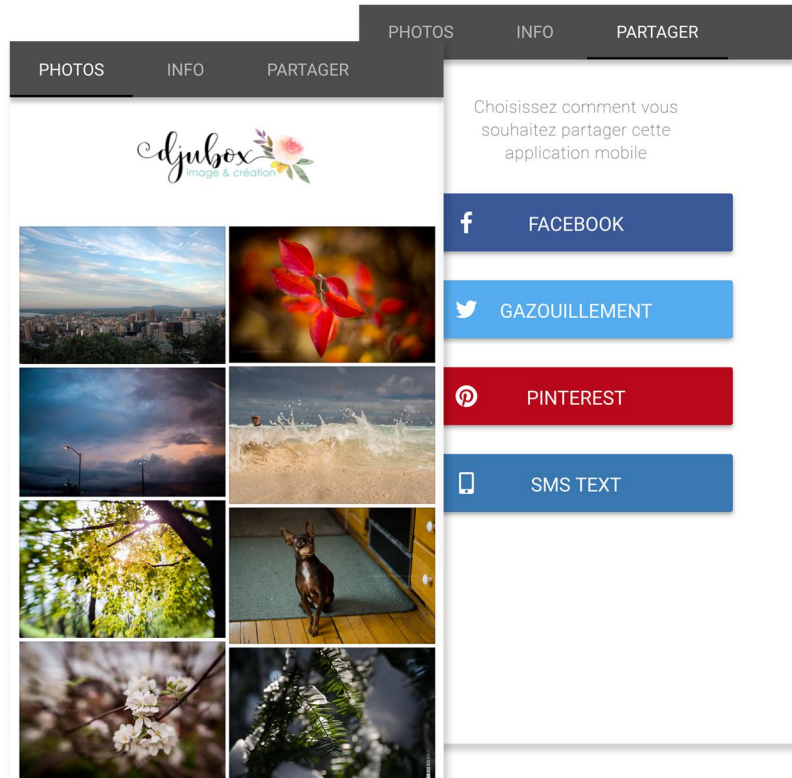 PHOTOS INFO PARTAGER
djubox
image & création
PHOTOS INFO PARTAGER
Choisissez comment vous
souhaitez partager cette
application mobile
FACEBOOK
GAZOUILLEMENT
PINTEREST
SMS TEXT